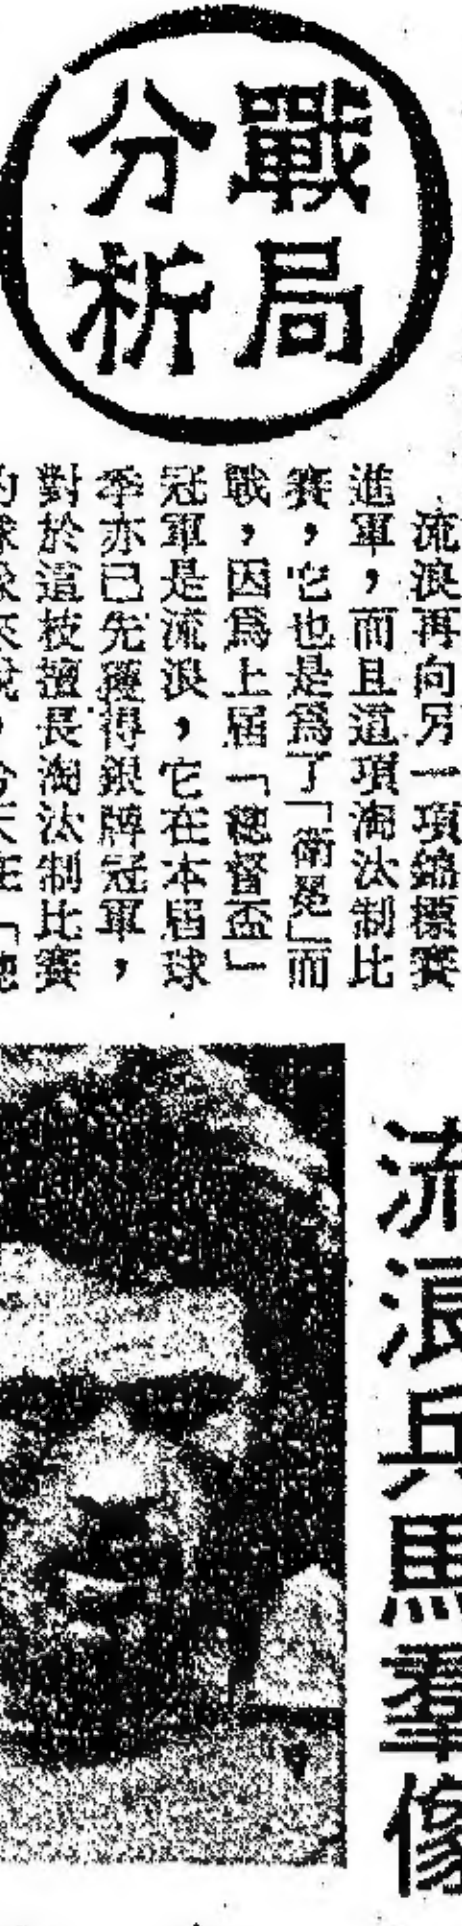 戰局
分析
流浪再向另一項錦標賽
進軍，而且這項淘汰制比
賽，它也是爲了「衛冕」而
戰，因爲上屆「總督盃」
冠軍是流浪，它在本屆球
季亦已先獲得銀牌冠軍，
對於這枝擅長淘汰制比賽
流浪兵馬羣像